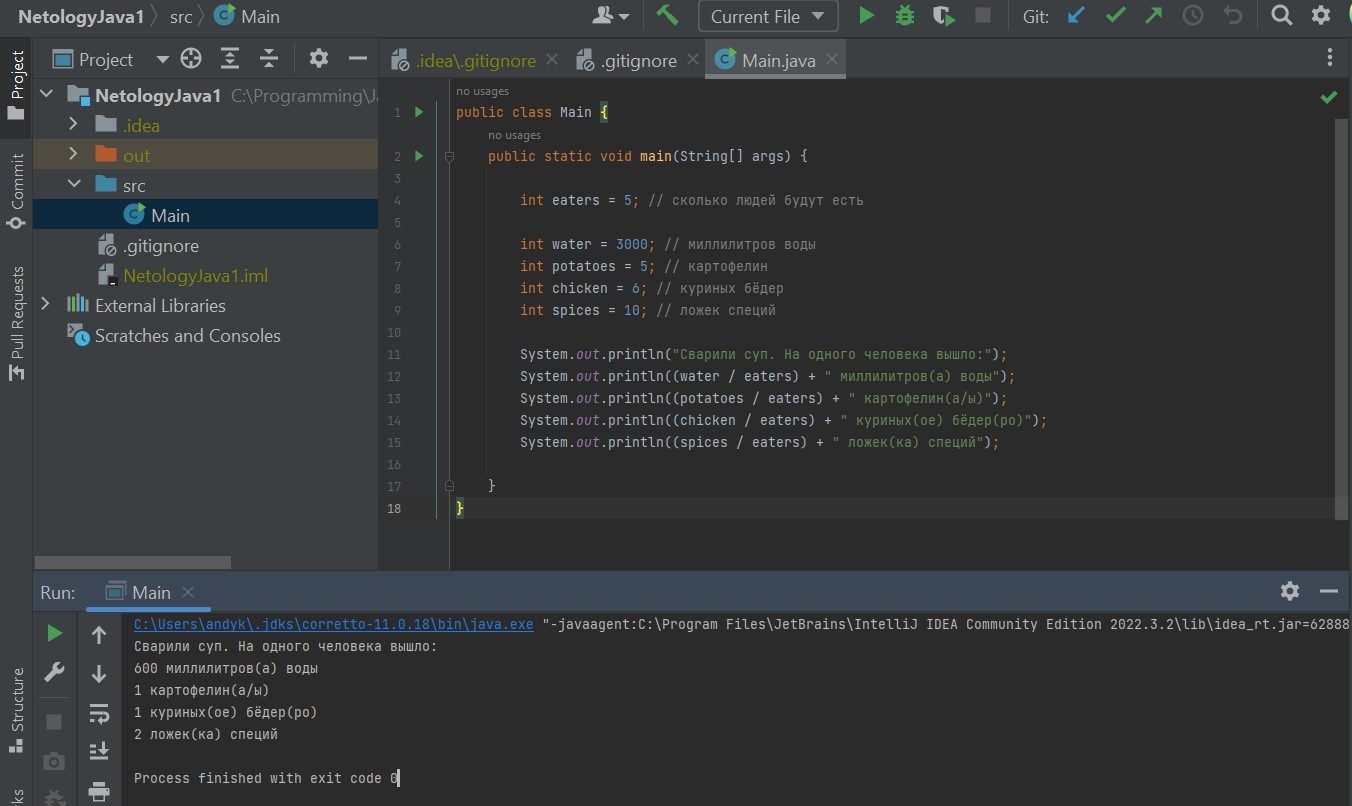 NetologyJava1 src Main Current File Git:
Project
.idea\.gitignore .gitignore Main.java
Project
Commit
Pull Requests
Structure
NetologyJava1 C:\Programming\
.idea
out
src
Main
.gitignore
NetologyJava1.iml
External Libraries
Scratches and Consoles
no usages
1 public class Main {
no usages
2 public static void main(String[] args) {
3
4 int eaters = 5; // сколько людей будут есть
5
6 int water = 3000; // миллилитров воды
7 int potatoes = 5; // картофелин
8 int chicken = 6; // куриных бёдер
9 int spices = 10; // ложек специй
10
11 System.out.println("Сварили суп. На одного человека вышло:");
12 System.out.println((water / eaters) + " миллилитров(а) воды");
13 System.out.println((potatoes / eaters) + " картофелин(а/ы)");
14 System.out.println((chicken / eaters) + " куриных(ое) бёдер(ро)");
15 System.out.println((spices / eaters) + " ложек(ка) специй");
16
17 }
18 }
Run: Main
C:\Users\andyk\.jdks\corretto-11.0.18\bin\java.exe "-javaagent:C:\Program Files\JetBrains\IntelliJ IDEA Community Edition 2022.3.2\lib\idea_rt.jar=62888
Сварили суп. На одного человека вышло:
600 миллилитров(а) воды
1 картофелин(а/ы)
1 куриных(ое) бёдер(ро)
2 ложек(ка) специй
Process finished with exit code 0